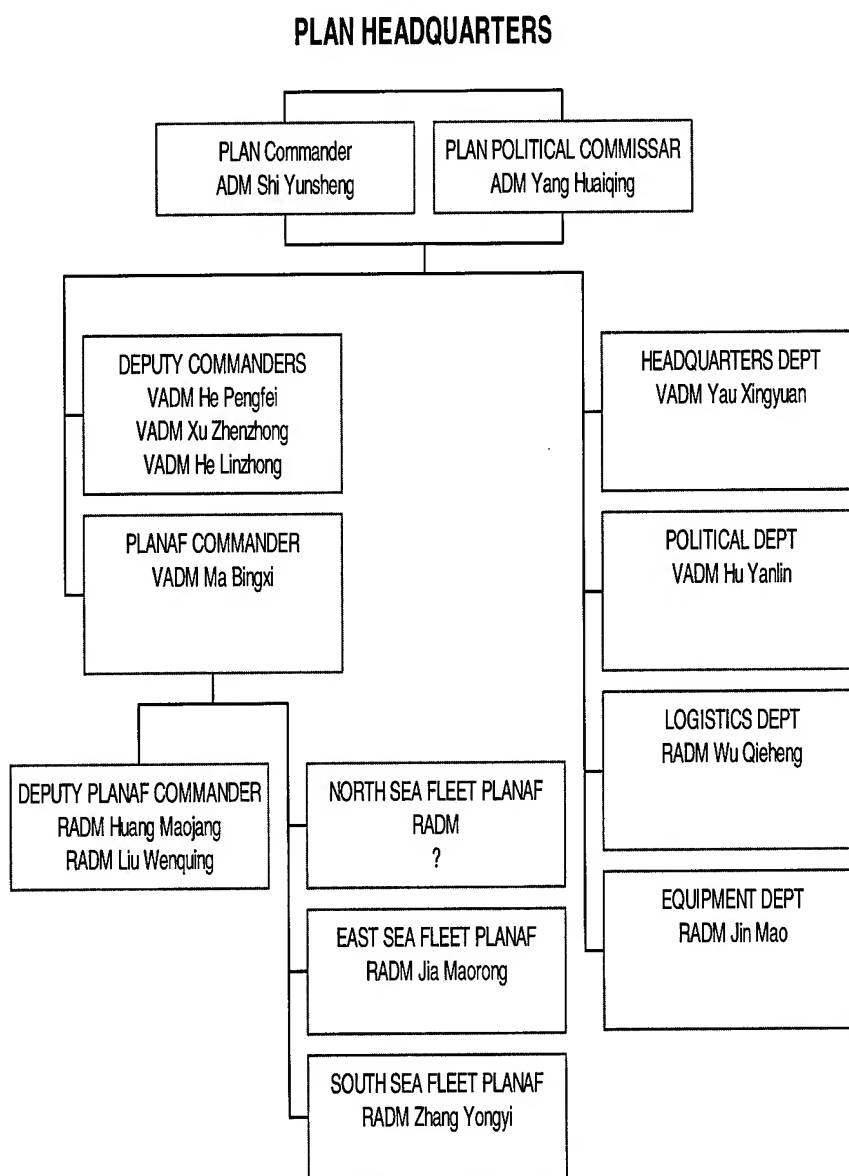 PLAN HEADQUARTERS
PLAN Commander
ADM Shi Yunsheng
PLAN POLITICAL COMMISSAR
ADM Yang Huaiqing
DEPUTY COMMANDERS
VADM He Pengfei
VADM Xu Zhenzhong
VADM He Linzhong
PLANAF COMMANDER
VADM Ma Bingxi
DEPUTY PLANAF COMMANDER
RADM Huang Maojang
RADM Liu Wenquing
NORTH SEA FLEET PLANAF
RADM
?
EAST SEA FLEET PLANAF
RADM Jia Maorong
SOUTH SEA FLEET PLANAF
RADM Zhang Yongyi
HEADQUARTERS DEPT
VADM Yau Xingyuan
POLITICAL DEPT
VADM Hu Yanlin
LOGISTICS DEPT
RADM Wu Qieheng
EQUIPMENT DEPT
RADM Jin Mao